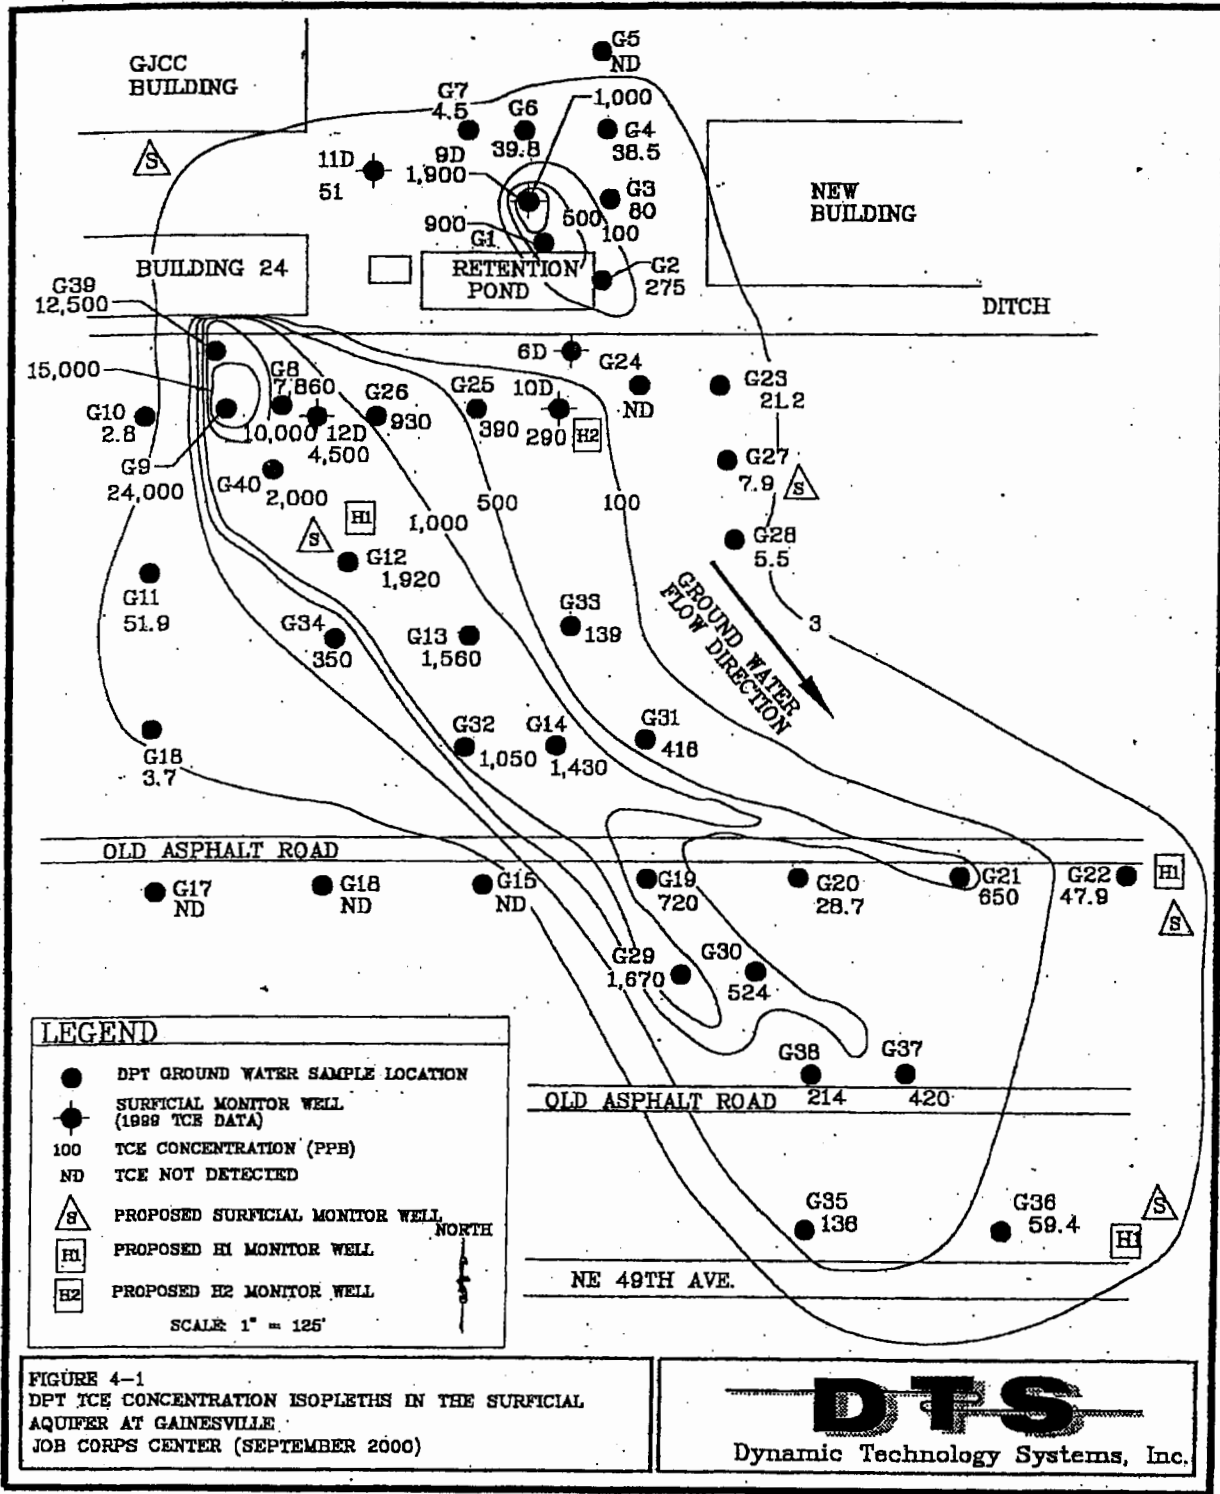 G5
ND
GJCC
BUILDING
G7
4.5
G6
39.8
1,000
G4
38.5
S
11D
51
9D
1,900
G3
80
NEW
BUILDING
500
100
900
G1
BUILDING 24
RETENTION
POND
G2
275
G39
12,500
DITCH
6D
15,000
G8
7,860
G24
ND
G23
21.2
10D
G26
930
G25
390
290
H2
G10
2.8
10,000
12D
4,500
G9
24,000
G40
2,000
G27
7.9
S
H1
S
1,000
500
100
G28
5.5
G12
1,920
G11
51.9
G33
139
GROUND WATER
FLOW DIRECTION
3
G34
350
G13
1,560
G32
1,050
G14
1,430
G31
418
G18
3.7
OLD ASPHALT ROAD
G17
ND
G18
ND
G15
ND
G19
720
G20
28.7
G21
650
G22
47.9
H1
S
G29
1,670
G30
524
LEGEND
DPT GROUND WATER SAMPLE LOCATION
SURFICIAL MONITOR WELL
(1999 TCE DATA)
100 TCE CONCENTRATION (PPB)
ND TCE NOT DETECTED
S PROPOSED SURFICIAL MONITOR WELL
H1 PROPOSED H1 MONITOR WELL
H2 PROPOSED H2 MONITOR WELL
SCALE: 1" = 125'
NORTH
G38
214
G37
420
OLD ASPHALT ROAD
G35
136
G36
59.4
S
H1
NE 49TH AVE.
FIGURE 4-1
DPT TCE CONCENTRATION ISOPLETHS IN THE SURFICIAL
AQUIFER AT GAINESVILLE
JOB CORPS CENTER (SEPTEMBER 2000)
DTS
Dynamic Technology Systems, Inc.